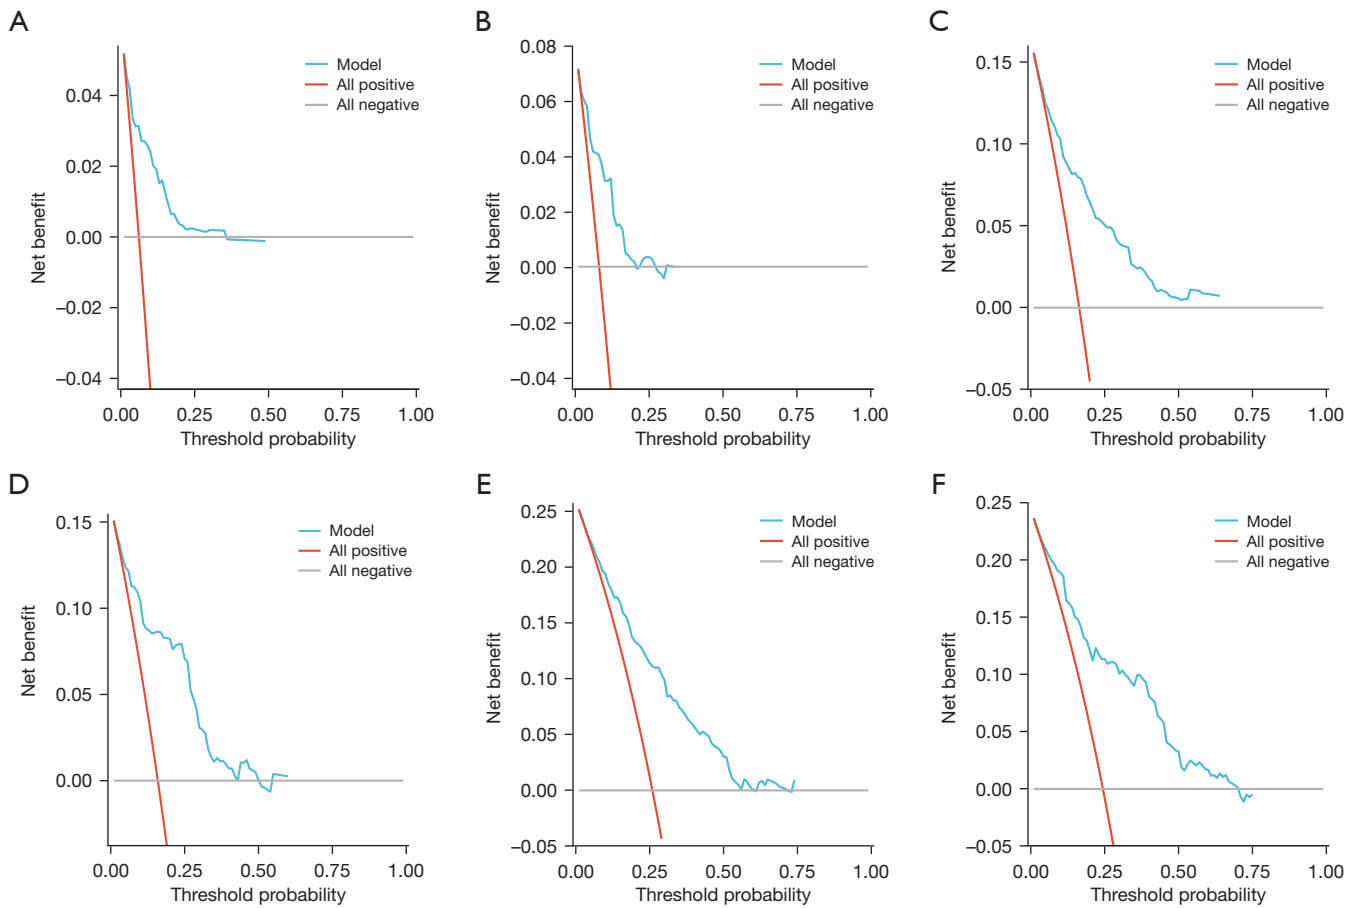 A
Model
All positive
All negative
0.04
0.02
0.00
–0.02
–0.04
Net benefit
0.00 0.25 0.50 0.75 1.00
Threshold probability
B
Model
All positive
All negative
0.08
0.06
0.04
0.02
0.00
–0.02
–0.04
Net benefit
0.00 0.25 0.50 0.75 1.00
Threshold probability
C
Model
All positive
All negative
0.15
0.10
0.05
0.00
–0.05
Net benefit
0.00 0.25 0.50 0.75 1.00
Threshold probability
D
Model
All positive
All negative
0.15
0.10
0.05
0.00
Net benefit
0.00 0.25 0.50 0.75 1.00
Threshold probability
E
Model
All positive
All negative
0.25
0.20
0.15
0.10
0.05
0.00
–0.05
Net benefit
0.00 0.25 0.50 0.75 1.00
Threshold probability
F
Model
All positive
All negative
0.25
0.20
0.15
0.10
0.05
0.00
–0.05
Net benefit
0.00 0.25 0.50 0.75 1.00
Threshold probability